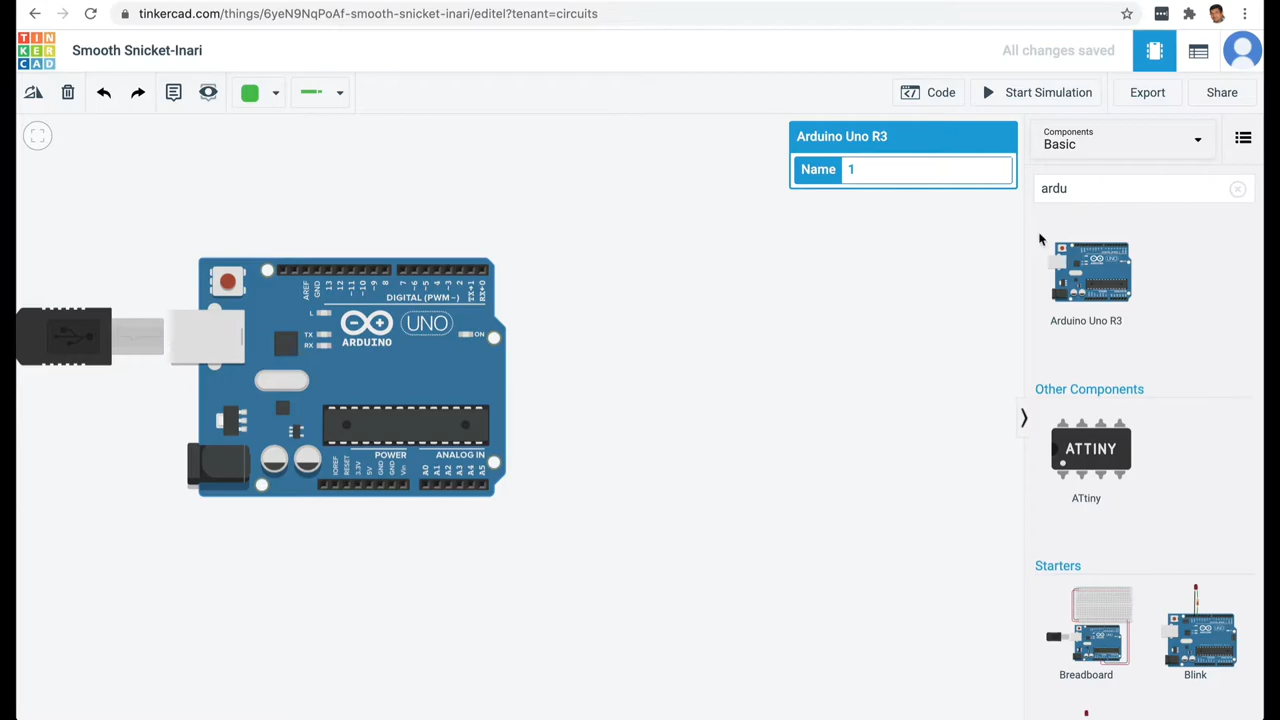 tinkercad.com/things/6yeN9NqPoAf-smooth-snicket-inari/editel?tenant=circuits
TIN
KER
CAD
Smooth Snicket-Inari
All changes saved
Code
Start Simulation
Export
Share
Arduino Uno R3
Name 1
Components
Basic
ardu
Arduino Uno R3
Other Components
ATTINY
ATtiny
Starters
Breadboard
Blink
AREF
GND
13
12
~11
~10
~9
8
7
~6
~5
4
~3
2
TX→1
RX←0
DIGITAL (PWM~)
L
TX
RX
UNO
ARDUINO
ON
POWER
ANALOG IN
IOREF
RESET
3.3V
5V
GND
GND
Vin
A0
A1
A2
A3
A4
A5